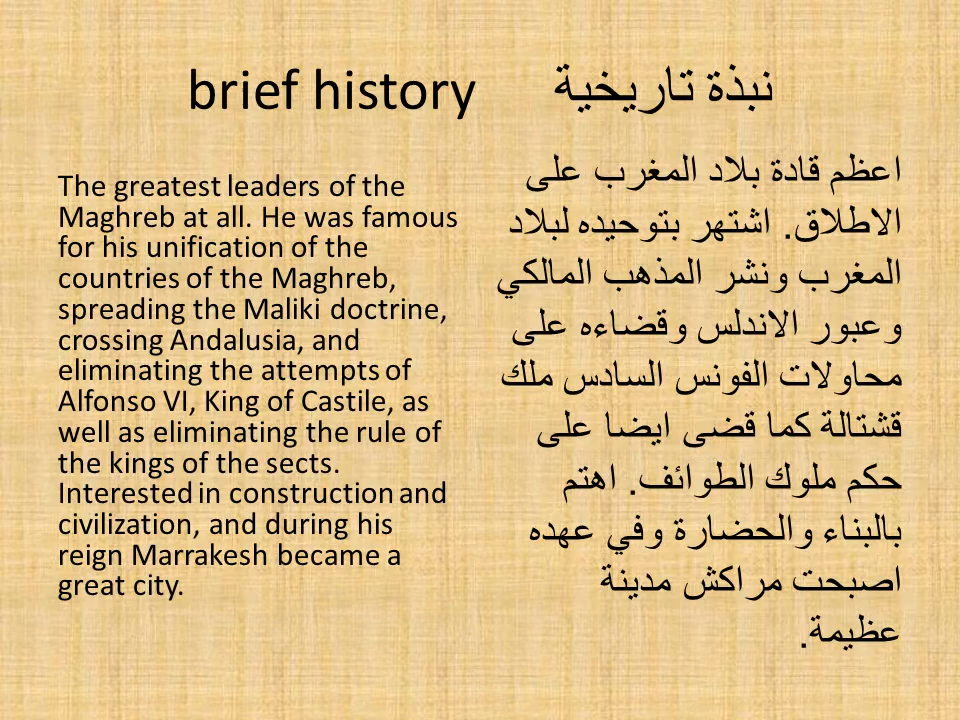 brief history نبذة تاريخية
The greatest leaders of the
Maghreb at all. He was famous
for his unification of the
countries of the Maghreb,
spreading the Maliki doctrine,
crossing Andalusia, and
eliminating the attempts of
Alfonso VI, King of Castile, as
well as eliminating the rule of
the kings of the sects.
Interested in construction and
civilization, and during his
reign Marrakesh became a
great city.
اعظم قادة بلاد المغرب على
الاطلاق. اشتهر بتوحيده لبلاد
المغرب ونشر المذهب المالكي
وعبور الاندلس وقضاءه على
محاولات الفونس السادس ملك
قشتالة كما قضى ايضا على
حكم ملوك الطوائف. اهتم
بالبناء والحضارة وفي عهده
اصبحت مراكش مدينة
عظيمة.